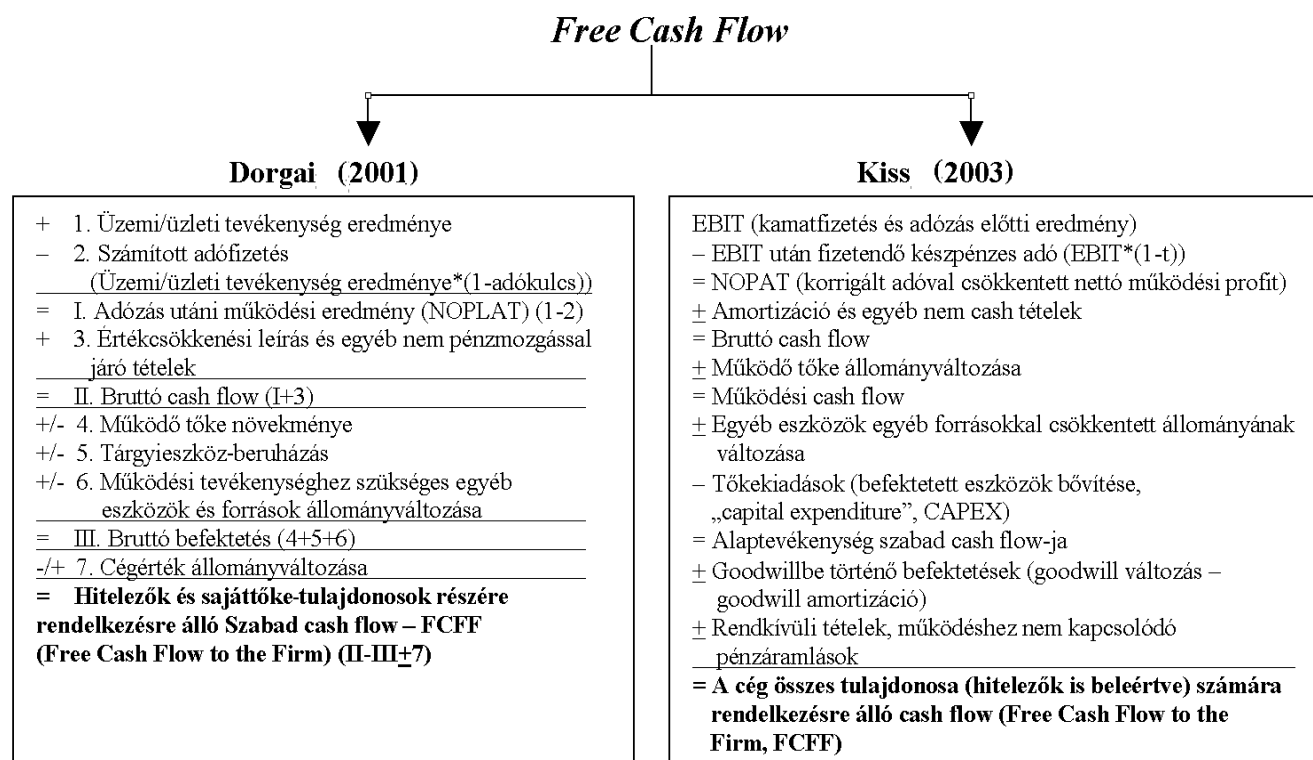 Free Cash Flow
Dorgai (2001)
+ 1. Üzemi/üzleti tevékenység eredménye
– 2. Számított adófizetés
(Üzemi/üzleti tevékenység eredménye*(1-adókulcs))
= I. Adózás utáni működési eredmény (NOPLAT) (1-2)
+ 3. Értékcsökkenési leírás és egyéb nem pénzmozgással
járó tételek
= II. Bruttó cash flow (I+3)
+/- 4. Működő tőke növekménye
+/- 5. Tárgyieszköz-beruházás
+/- 6. Működési tevékenységhez szükséges egyéb
eszközök és források állományváltozása
= III. Bruttó befektetés (4+5+6)
-/+ 7. Cégérték állományváltozása
= Hitelezők és sajáttőke-tulajdonosok részére
rendelkezésre álló Szabad cash flow – FCFF
(Free Cash Flow to the Firm) (II-III±7)
Kiss (2003)
EBIT (kamatfizetés és adózás előtti eredmény)
– EBIT után fizetendő készpénzes adó (EBIT*(1-t))
= NOPAT (korrigált adóval csökkentett nettó működési profit)
± Amortizáció és egyéb nem cash tételek
= Bruttó cash flow
± Működő tőke állományváltozása
= Működési cash flow
± Egyéb eszközök egyéb forrásokkal csökkentett állományának
változása
– Tőkekiadások (befektetett eszközök bővítése,
„capital expenditure”, CAPEX)
= Alaptevékenység szabad cash flow-ja
± Goodwillbe történő befektetések (goodwill változás –
goodwill amortizáció)
± Rendkívüli tételek, működéshez nem kapcsolódó
pénzáramlások
= A cég összes tulajdonosa (hitelezők is beleértve) számára
rendelkezésre álló cash flow (Free Cash Flow to the
Firm, FCFF)